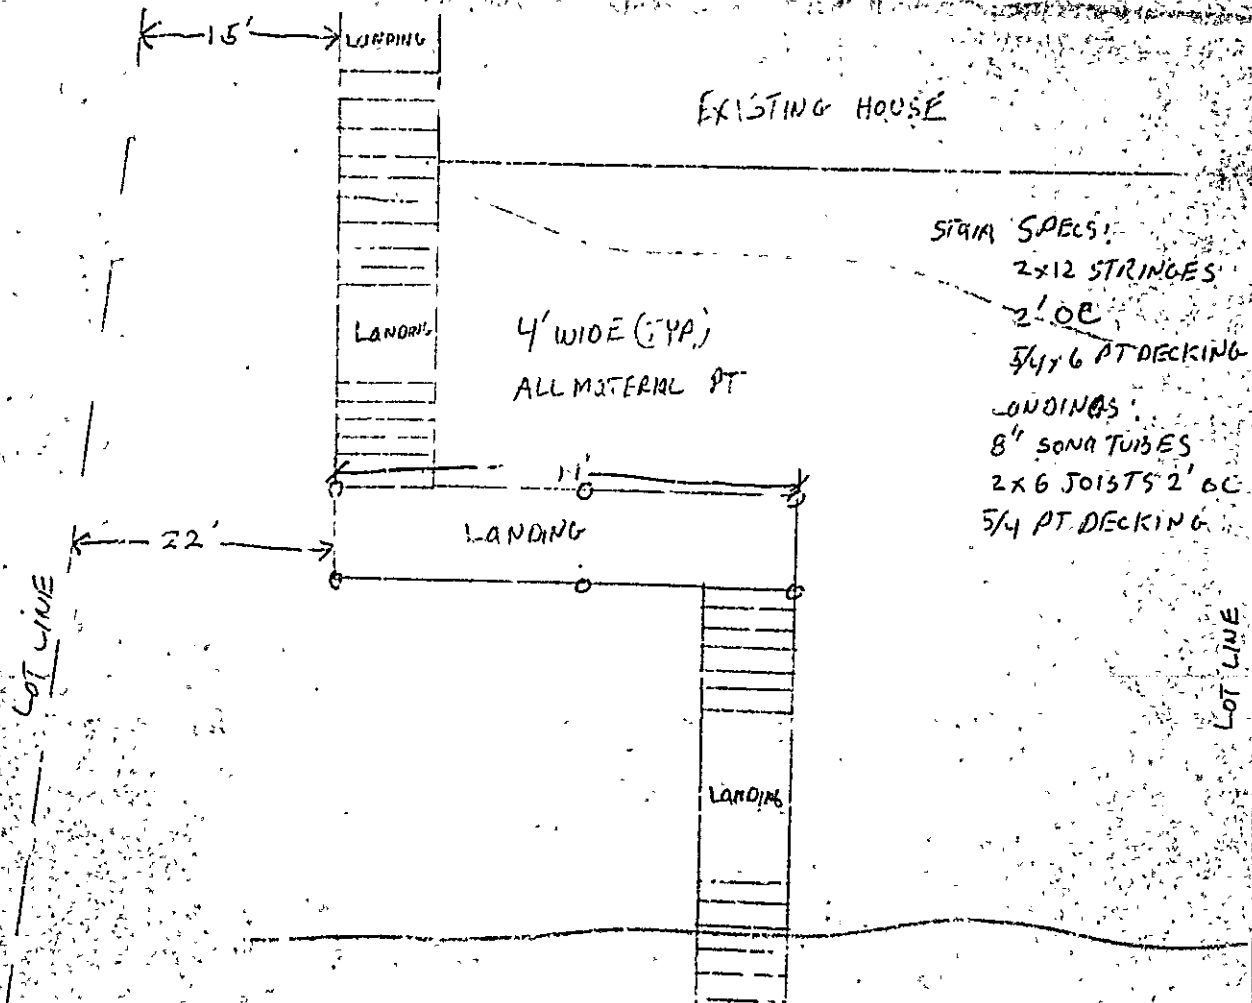 15'
LANDING
EXISTING HOUSE
STAIR SPECS:
2x12 STRINGES
2' OC
5/4x6 PT DECKING
LANDINGS:
8" SONA TUBES
2x6 JOISTS 2' OC
5/4 PT DECKING
LANDING
4' WIDE (TYP.)
ALL MATERIAL PT
11'
LANDING
22'
LOT LINE
LOT LINE
LANDING